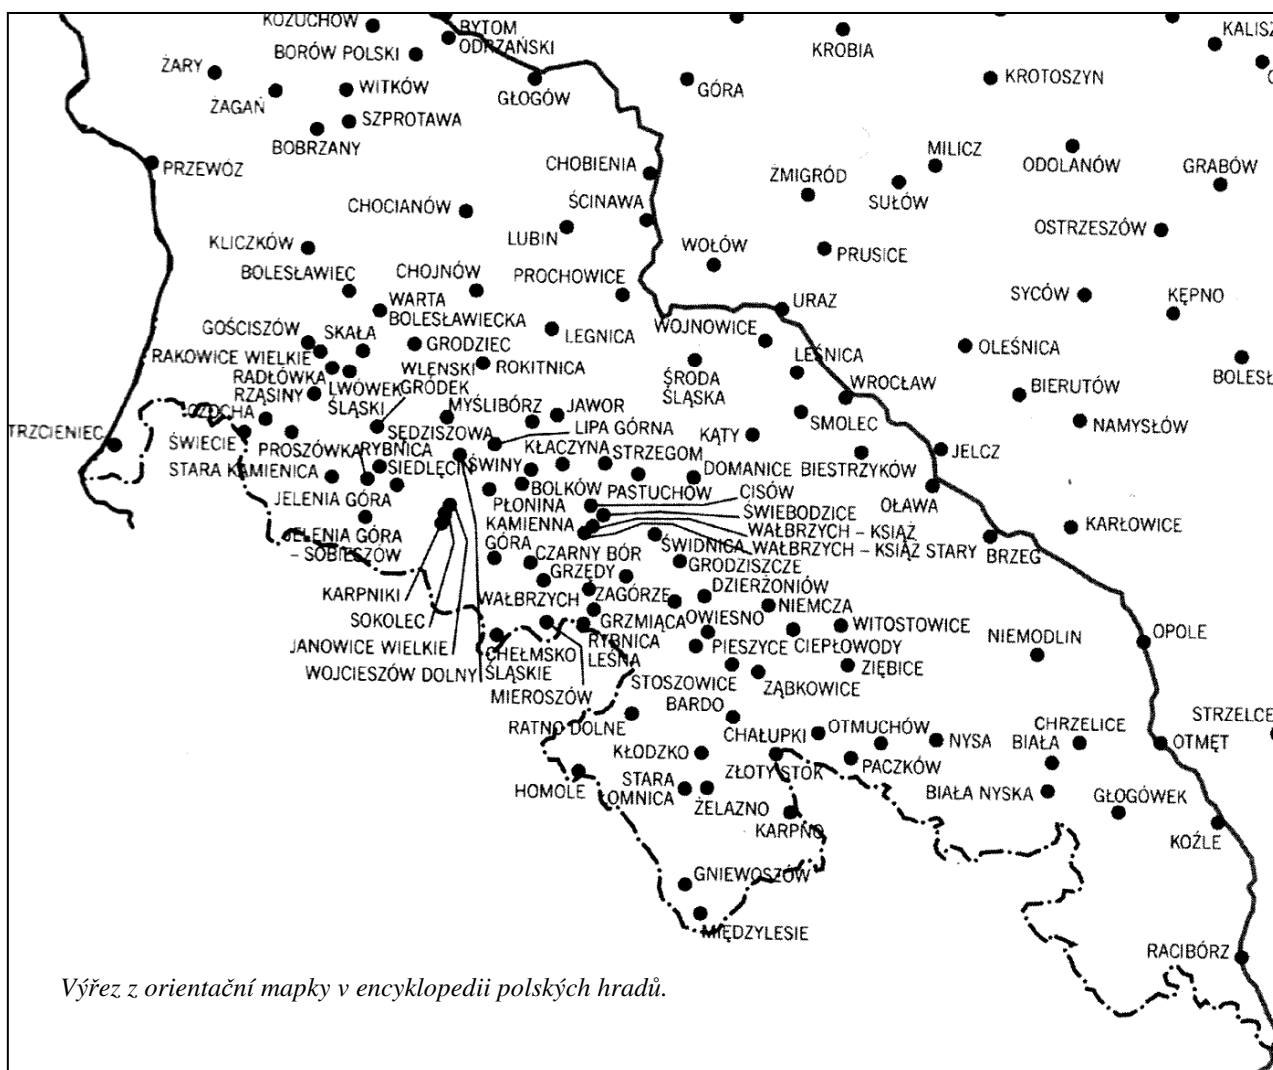 KOŻUCHÓW
BYTOM
ODRZAŃSKI
BORÓW POLSKI
KROBIA
KALISZ
ŻARY
ŻAGAŃ
WITKÓW
GŁOGÓW
GÓRA
KROTOSZYN
SZPROTAWA
BOBRZANY
PRZEWÓZ
CHOBIENIA
MILICZ
ODOLANÓW
GRABÓW
ŻMIGRÓD
SUŁÓW
CHOCIANÓW
ŚCINAWA
LUBIN
OSTRZESZÓW
KLICZKÓW
WOŁÓW
PRUSICE
BOLESŁAWIEC
CHOJNÓW
PROCHOWICE
SYCÓW
KĘPNO
WARTA
BOLESŁAWIECKA
URAZ
GOŚCISZÓW
SKAŁA
LEGNICA
WOJNOWICE
RAKOWICE WIELKIE
GRODZIEC
OLEŚNICA
RADŁÓWKA
WLEŃSKI
GRÓDEK
ROKITNICA
ŚRODA
ŚLĄSKA
LEŚNICA
WROCŁAW
BIERUTÓW
BOLESŁ
RZĄSINY
LWÓWEK
ŚLĄSKI
CZOCHA
MYŚLIBÓRZ
JAWOR
SMOLEC
NAMYSŁÓW
TRZCIENIEC
ŚWIECIE
PROSZÓWKA
RYBNICA
SĘDZISZOWA
LIPA GÓRNA
KĄTY
JELCZ
STARA KAMIENICA
SIEDLĘCIN
ŚWINY
KŁACZYNA
STRZEGOM
DOMANICE
BIESTRZYKÓW
JELENIA GÓRA
PŁONINA
BOLKÓW
PASTUCHÓW
CISÓW
OŁAWA
ŚWIEBODZICE
KARŁOWICE
JELENIA GÓRA
– SOBIESZÓW
KAMIENNA
GÓRA
WAŁBRZYCH – KSIĄŻ
WAŁBRZYCH – KSIĄŻ STARY
BRZEG
CZARNY BÓR
ŚWIDNICA
GRODZISZCZE
GRZĘDY
DZIERŻONIÓW
KARPNIKI
WAŁBRZYCH
ZAGÓRZE
NIEMCZA
SOKOLEC
GRZMIĄCA
OWIESNO
WITOSTOWICE
NIEMODLIN
OPOLE
JANOWICE WIELKIE
RYBNICA
LEŚNA
PIESZYCE
CIEPŁOWODY
WOJCIESZÓW DOLNY
CHEŁMSKO
ŚLĄSKIE
ZIĘBICE
MIEROSZÓW
STOSZOWICE
ZĄBKOWICE
RATNO DOLNE
BARDO
STRZELCE
KŁODZKO
CHAŁUPKI
OTMUCHÓW
NYSA
CHRZELICE
BIAŁA
OTMĘT
HOMOLE
STARA
ŁOMNICA
ZŁOTY STOK
PACZKÓW
BIAŁA NYSKA
GŁOGÓWEK
ŻELAZNO
KARPNO
KOŹLE
GNIEWOSZÓW
MIĘDZYLESIE
RACIBÓRZ
Výřez z orientační mapky v encyklopedii polských hradů.